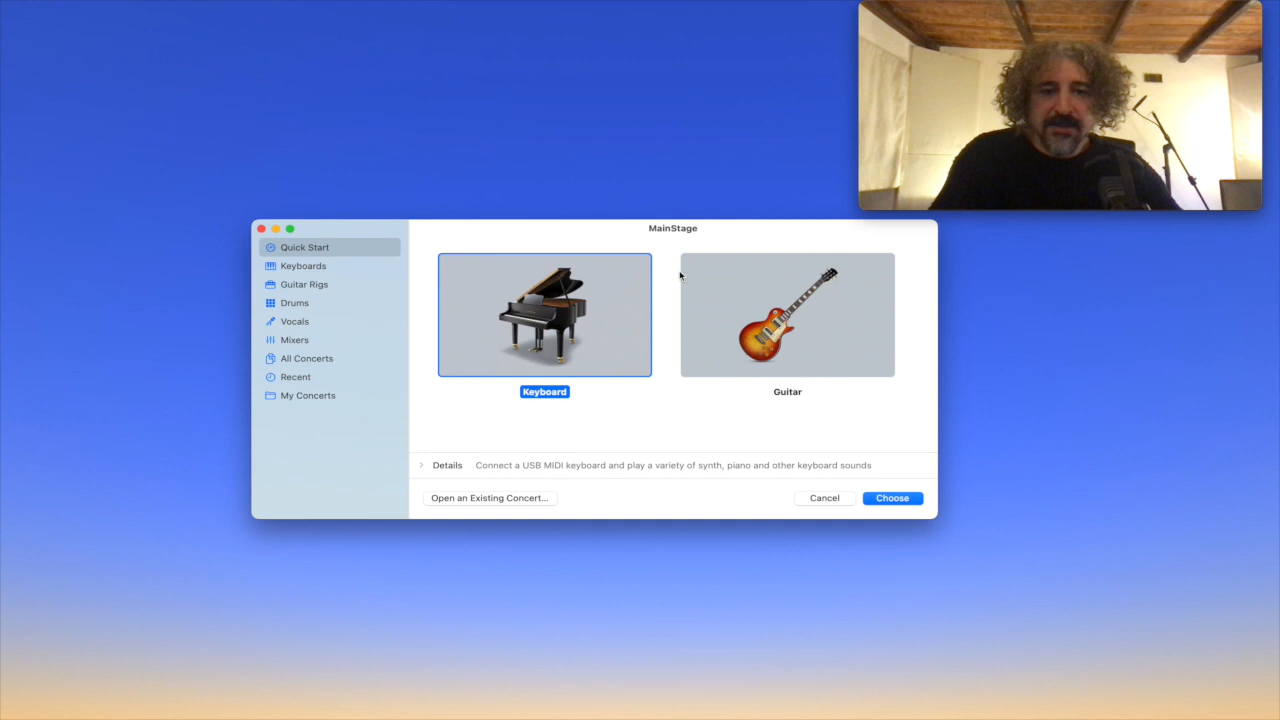 MainStage
Quick Start
Keyboards
Guitar Rigs
Drums
Vocals
Mixers
All Concerts
Recent
My Concerts
Keyboard
Guitar
Details Connect a USB MIDI keyboard and play a variety of synth, piano and other keyboard sounds
Open an Existing Concert...
Cancel
Choose